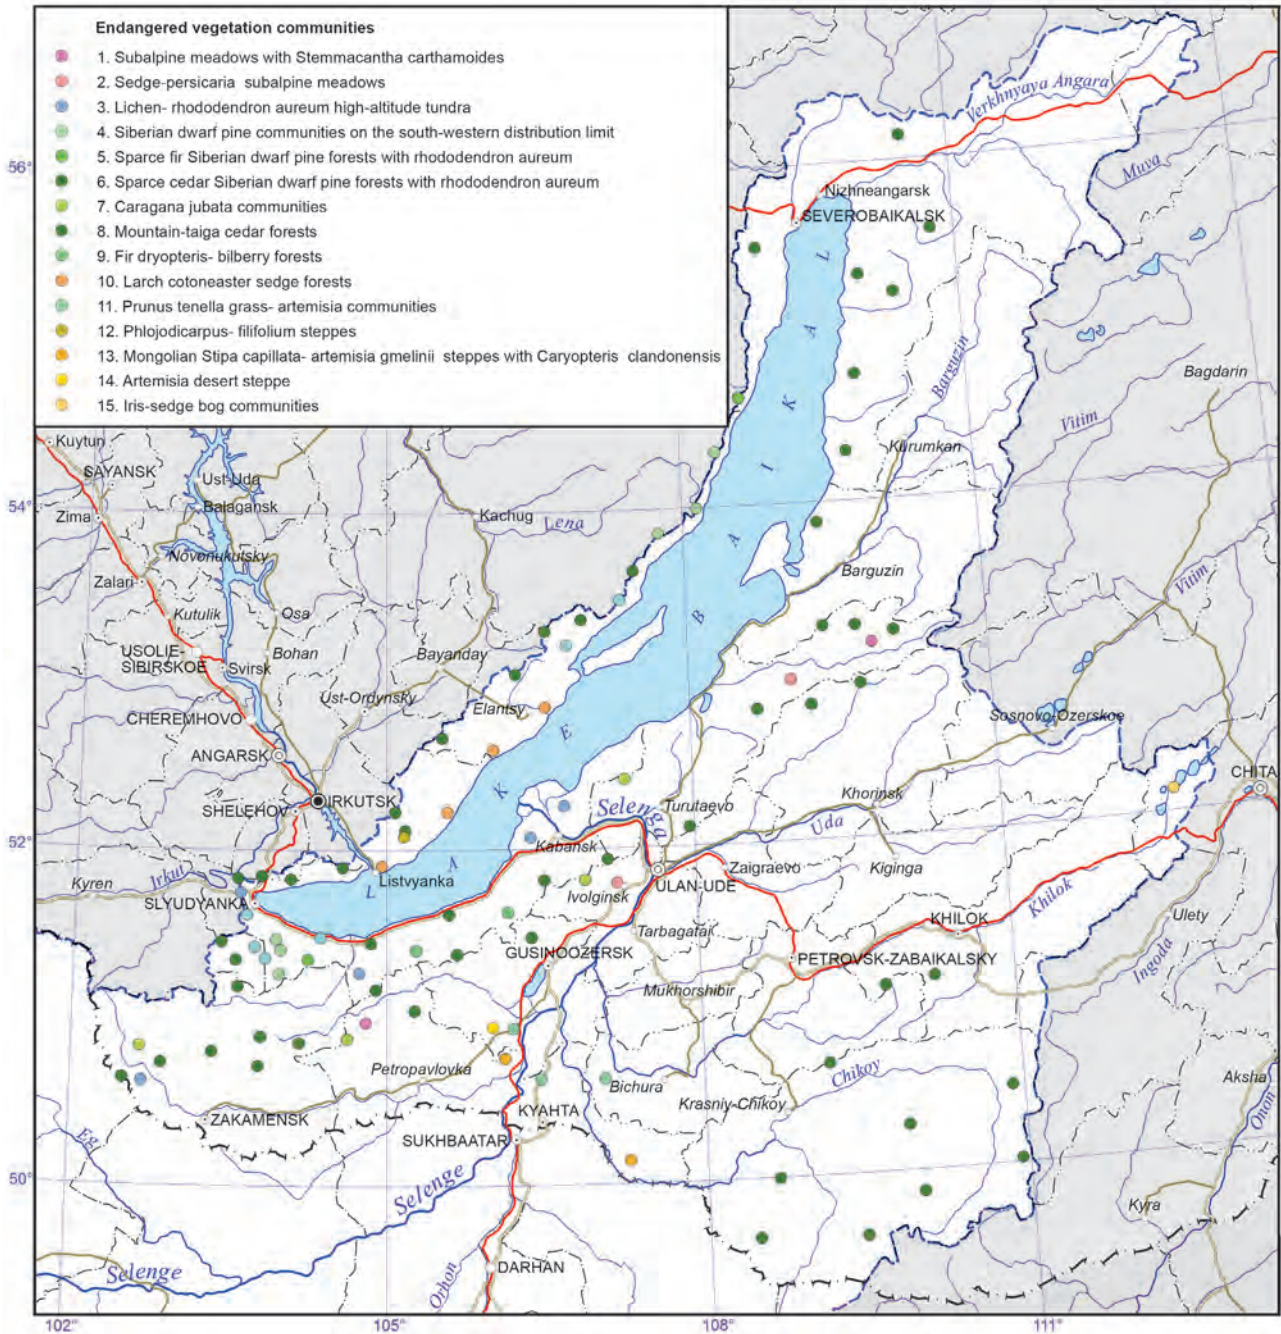 Endangered vegetation communities
1. Subalpine meadows with Stemmacantha carthamoides
2. Sedge-persicaria subalpine meadows
3. Lichen- rhododendron aureum high-altitude tundra
4. Siberian dwarf pine communities on the south-western distribution limit
5. Sparce fir Siberian dwarf pine forests with rhododendron aureum
6. Sparce cedar Siberian dwarf pine forests with rhododendron aureum
7. Caragana jubata communities
8. Mountain-taiga cedar forests
9. Fir dryopteris- bilberry forests
10. Larch cotoneaster sedge forests
11. Prunus tenella grass- artemisia communities
12. Phlojodicarpus- filifolium steppes
13. Mongolian Stipa capillata- artemisia gmelinii steppes with Caryopteris clandonensis
14. Artemisia desert steppe
15. Iris-sedge bog communities
Verkhnyaya Angara
56°
Muya
Nizhneangarsk
SEVEROBAIKALSK
Barguzin
Bagdarin
Vitim
Kuytun
SAYANSK
Ust-Uda
Kurumkan
54°
Balagansk
Zima
Kachug
Lena
Novonukutsky
Zalari
Barguzin
Vitim
Kutulik
Osa
USOLIE-
SIBIRSKOE
Svirsk
Bohan
Bayanday
Ust-Ordynsky
Elantsy
CHEREMHOVO
Sosnovo-Ozerskoe
ANGARSK
CHITA
IRKUTSK
SHELEHOV
Selenga
Turutaevo
Khorinsk
Uda
52°
Kabansk
LAKE BAIKAL
Listvyanka
Irkut
Kyren
SLYUDYANKA
Ivolginsk
ULAN-UDE
Zaigraevo
Kiginga
Khilok
Ulety
KHILOK
Tarbagatai
GUSINOOZERSK
PETROVSK-ZABAIKALSKY
Ingoda
Mukhorshibir
Petropavlovka
Bichura
Chikoy
Aksha
Krasniy-Chikoy
ZAKAMENSK
KYAHTA
SUKHBAATAR
Onon
Eg
50°
Selenge
Kyra
Selenge
Orhon
DARHAN
102°
105°
108°
111°